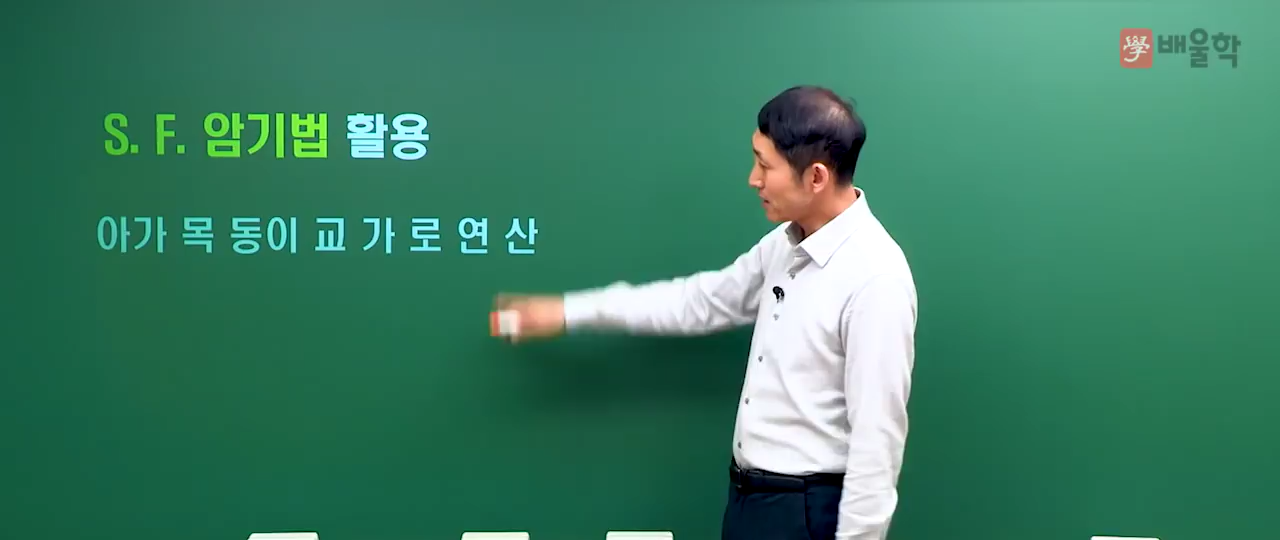 學 배울학
S. F. 암기법 활용
아가 목 동이 교 가 로 연 산